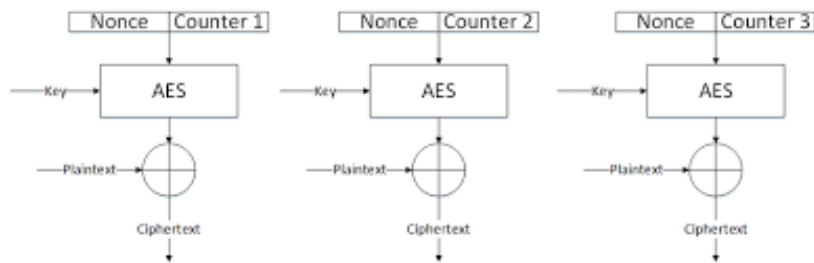 Nonce Counter 1 Nonce Counter 2 Nonce Counter 3
Key AES Key AES Key AES
Plaintext Plaintext Plaintext
Ciphertext Ciphertext Ciphertext